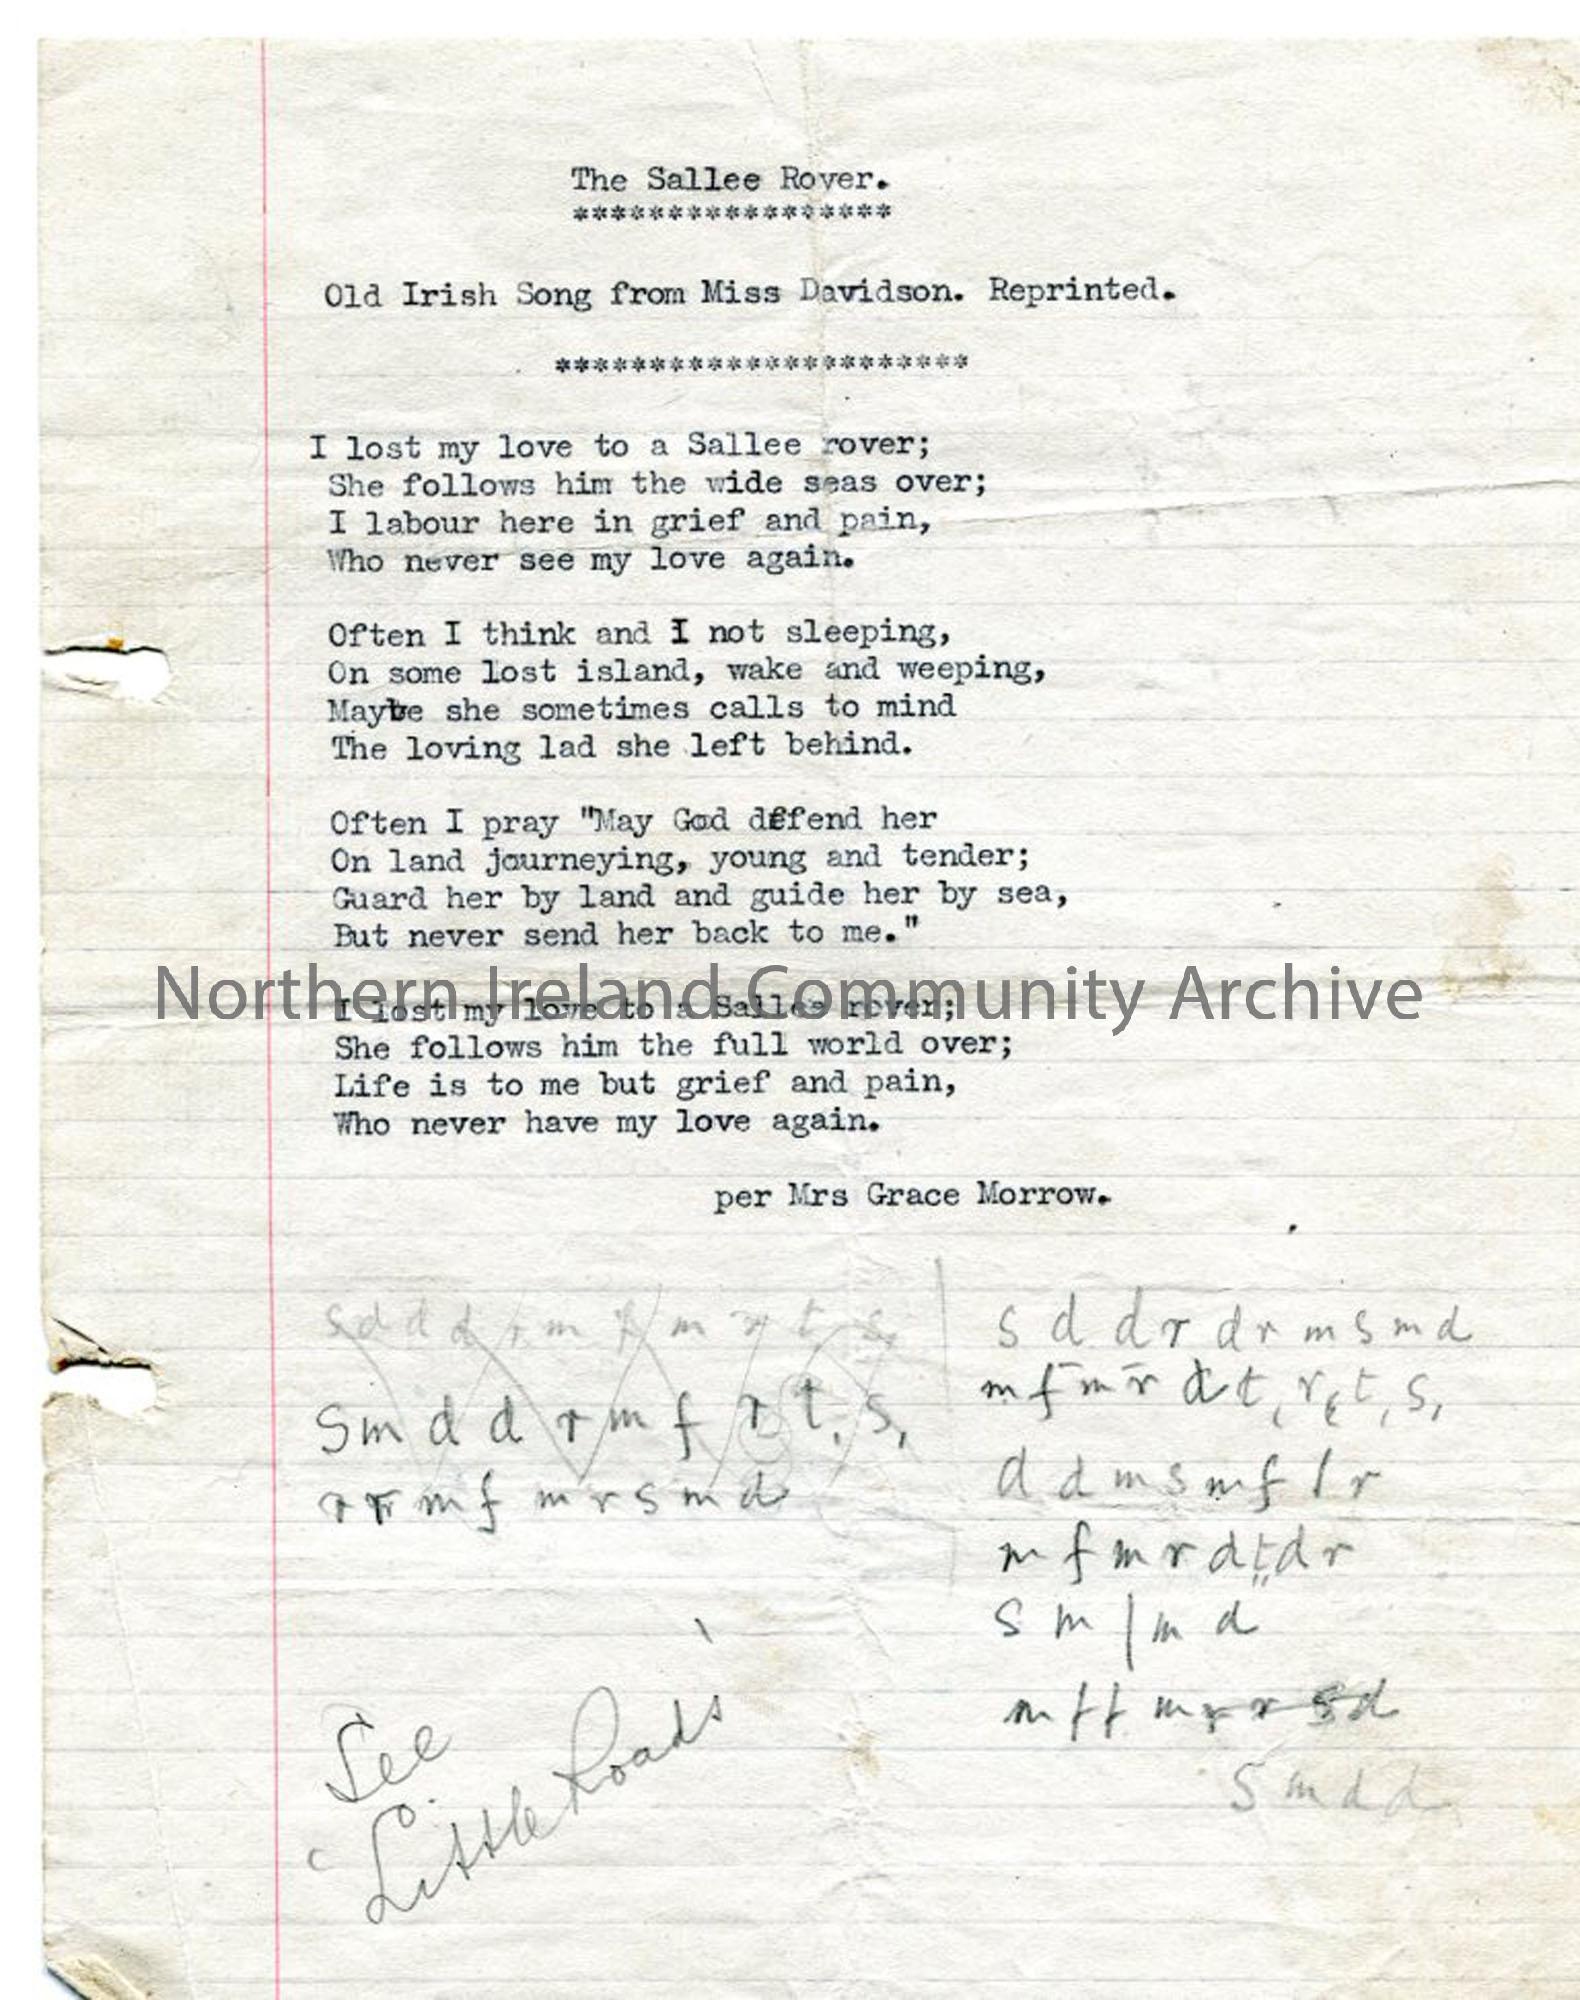 The Sallee Rover.
*****************
Old Irish Song from Miss Davidson. Reprinted.
**********************
I lost my love to a Sallee rover;
She follows him the wide seas over;
I labour here in grief and pain,
Who never see my love again.
Often I think and I not sleeping,
On some lost island, wake and weeping,
Maybe she sometimes calls to mind
The loving lad she left behind.
Often I pray "May God defend her
On land journeying, young and tender;
Guard her by land and guide her by sea,
But never send her back to me."
Northern Ireland Community Archive
I lost my love to a Sallee rover;
She follows him the full world over;
Life is to me but grief and pain,
Who never have my love again.
per Mrs Grace Morrow.
s d d d r m f m r t s,
s m d d r m f r t, s,
r r m f m r s m d
s d d r d r m s m d
m f m r d t, r t, s,
d d m s m f l r
m f m r d t, d r
s m | m d
m f f m r r s d
s m d d
See
'Little Roads'